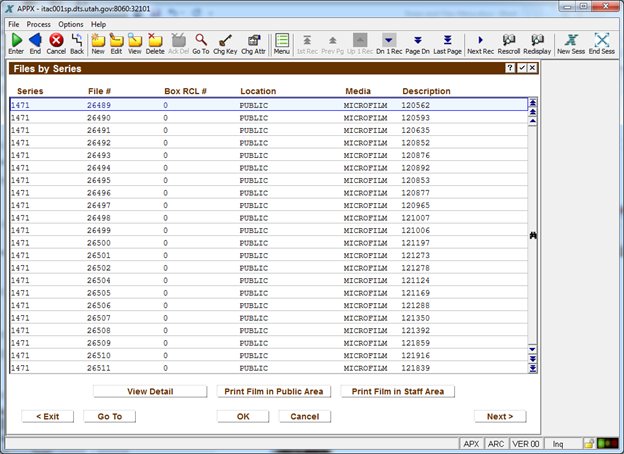 APPX - itac001sp.dts.utah.gov:8060:32101
File Process Options Settings Help
Enter End Cancel Back New Edit View Delete Ack Del Go To Chg Key Chg Attr Menu 1st Rec Prev Pg Up 1 Rec Dn 1 Rec Page Dn Last Page Next Rec Rescroll Redisplay New Sess End Sess
Files by Series
Series File # Box RCL # Location Media Description
1471 26489 0 PUBLIC MICROFILM 120562
1471 26490 0 PUBLIC MICROFILM 120593
1471 26491 0 PUBLIC MICROFILM 120635
1471 26492 0 PUBLIC MICROFILM 120852
1471 26493 0 PUBLIC MICROFILM 120876
1471 26494 0 PUBLIC MICROFILM 120892
1471 26495 0 PUBLIC MICROFILM 120853
1471 26496 0 PUBLIC MICROFILM 120877
1471 26497 0 PUBLIC MICROFILM 120965
1471 26498 0 PUBLIC MICROFILM 121007
1471 26499 0 PUBLIC MICROFILM 121006
1471 26500 0 PUBLIC MICROFILM 121197
1471 26501 0 PUBLIC MICROFILM 121273
1471 26502 0 PUBLIC MICROFILM 121278
1471 26504 0 PUBLIC MICROFILM 121124
1471 26505 0 PUBLIC MICROFILM 121169
1471 26506 0 PUBLIC MICROFILM 121288
1471 26507 0 PUBLIC MICROFILM 121350
1471 26508 0 PUBLIC MICROFILM 121392
1471 26509 0 PUBLIC MICROFILM 121859
1471 26510 0 PUBLIC MICROFILM 121916
1471 26511 0 PUBLIC MICROFILM 121839
View Detail Print Film in Public Area Print Film in Staff Area
< Exit Go To OK Cancel Next >
APX ARC VER 00 Inq